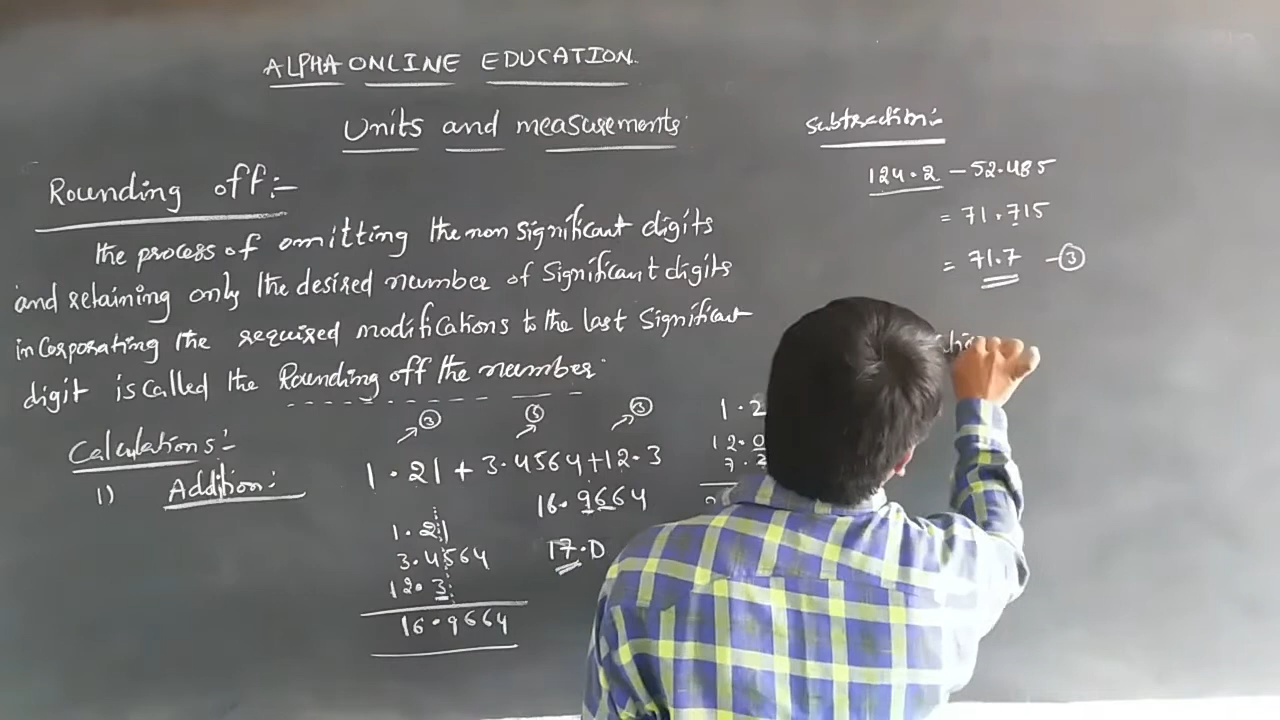 ALPHA ONLINE EDUCATION
Units and measurements
Rounding off:-
the process of omitting the non significant digits
and retaining only the desired number of significant digits
in corporating the required modifications to the last significant
digit is called the Rounding off the number.
Calculations:-
1) Addition:-
③ ⑤ ③
1.21 + 3.4564 + 12.3
16.9664
17.0
1.21
3.4564
12.3
16.9664
1.2
12.0
7.2
subtraction:-
124.2 - 52.485
= 71.715
= 71.7 - ③